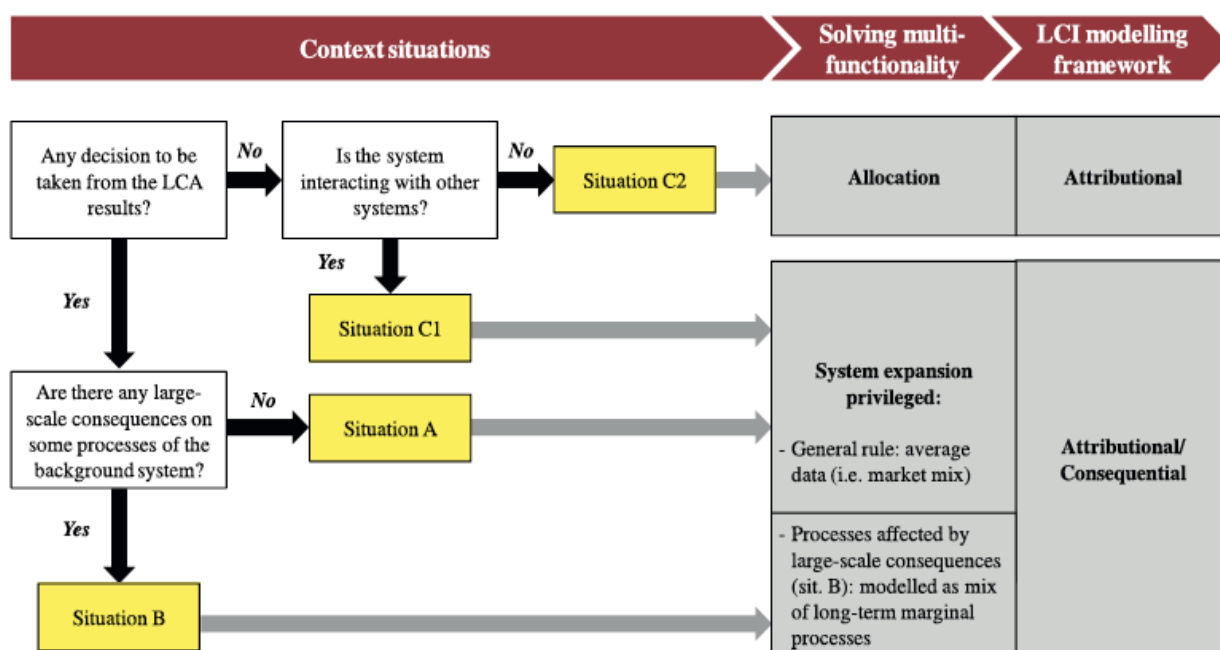 Context situations
Solving multi-
functionality
LCI modelling
framework
Any decision to be
taken from the LCA
results?
No
Is the system
interacting with other
systems?
No
Situation C2
Allocation
Attributional
Yes
Yes
Situation C1
Are there any large-
scale consequences on
some processes of the
background system?
No
Situation A
System expansion
privileged:
- General rule: average
data (i.e. market mix)
Attributional/
Consequential
Yes
Situation B
- Processes affected by
large-scale consequences
(sit. B): modelled as mix
of long-term marginal
processes